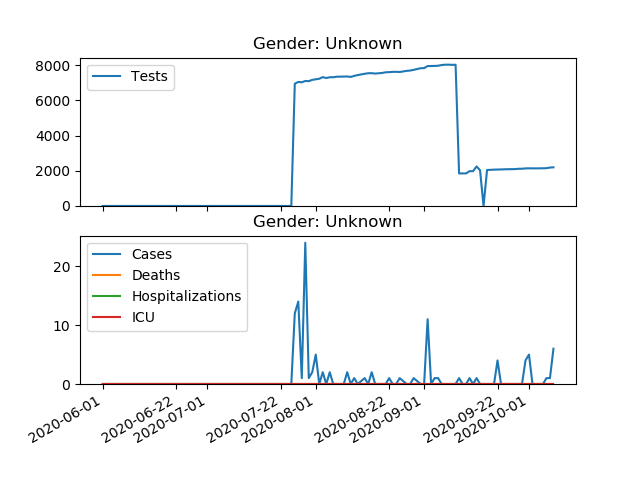 Gender: Unknown
8000
6000
4000
2000
0
Tests
Gender: Unknown
20
10
0
Cases
Deaths
Hospitalizations
ICU
2020-06-01
2020-06-22
2020-07-01
2020-07-22
2020-08-01
2020-08-22
2020-09-01
2020-09-22
2020-10-01